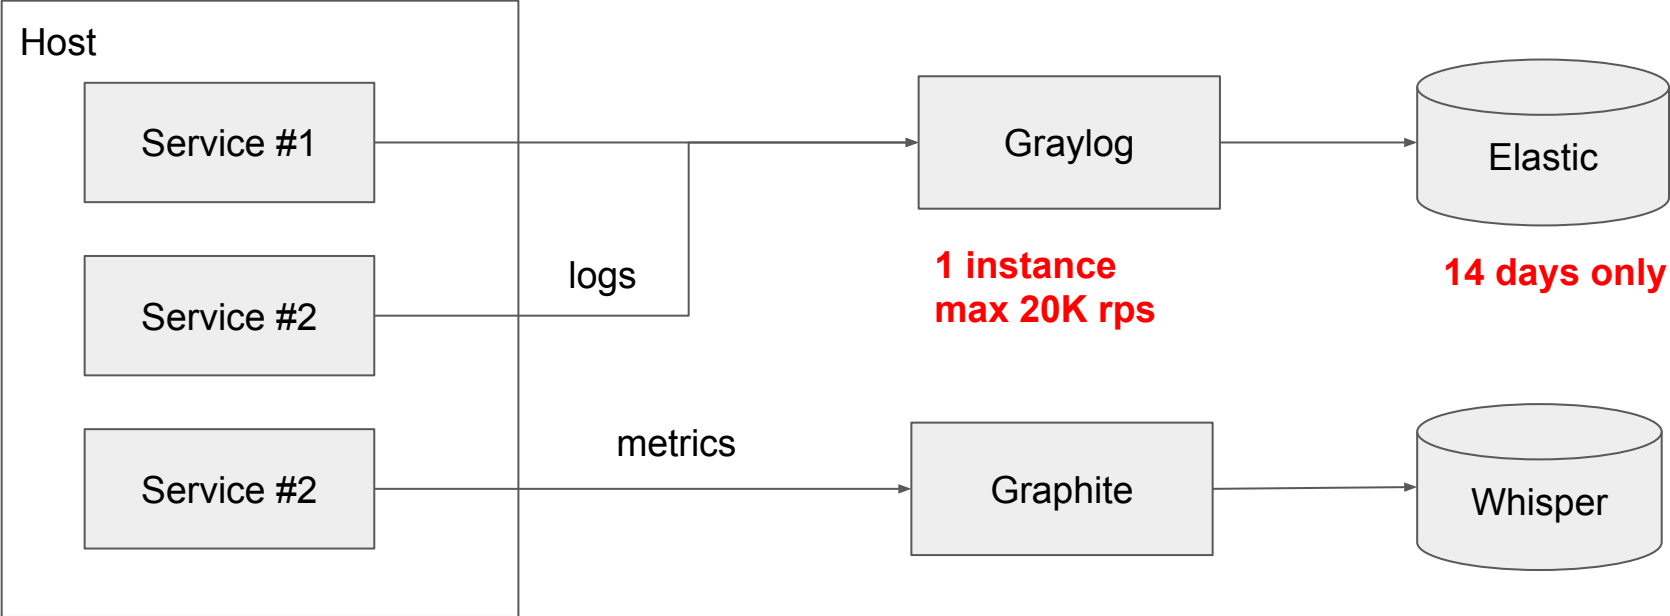 Host
Service #1
Graylog
Elastic
logs
1 instance
max 20K rps
14 days only
Service #2
metrics
Service #2
Graphite
Whisper